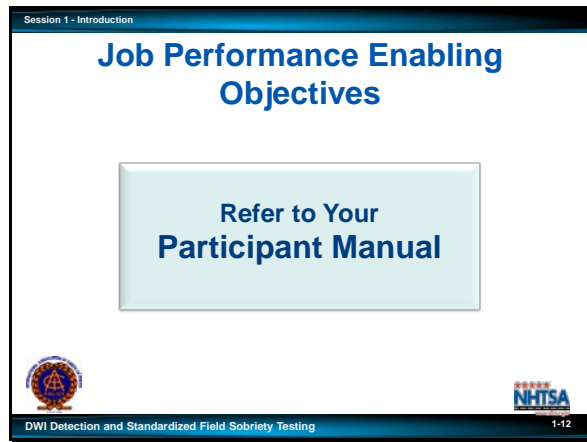 Session 1 - Introduction
Job Performance Enabling
Objectives
Refer to Your
Participant Manual
NHTSA
DWI Detection and Standardized Field Sobriety Testing
1-12